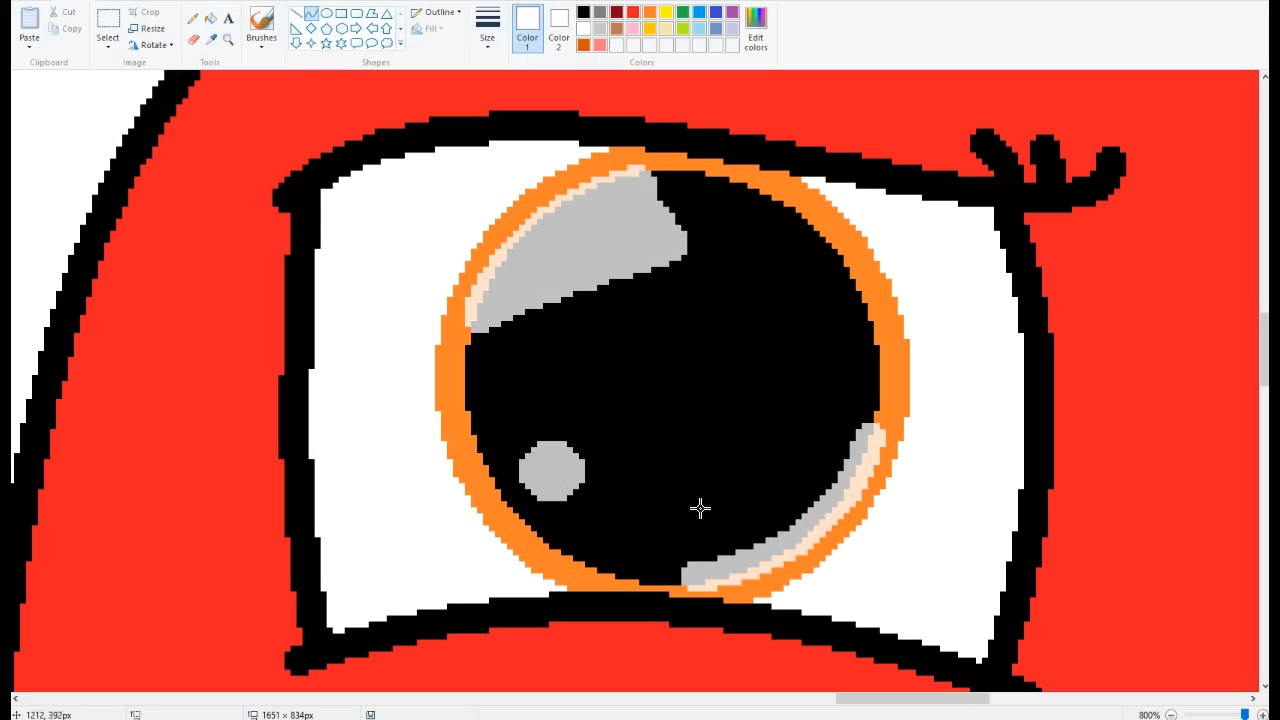 Paste
Cut
Copy
Clipboard
Select
Crop
Resize
Rotate
Image
A
Tools
Brushes
Outline
Fill
Shapes
Size
Color
1
Color
2
Edit
colors
Colors
1212, 392px
1651 × 834px
800%